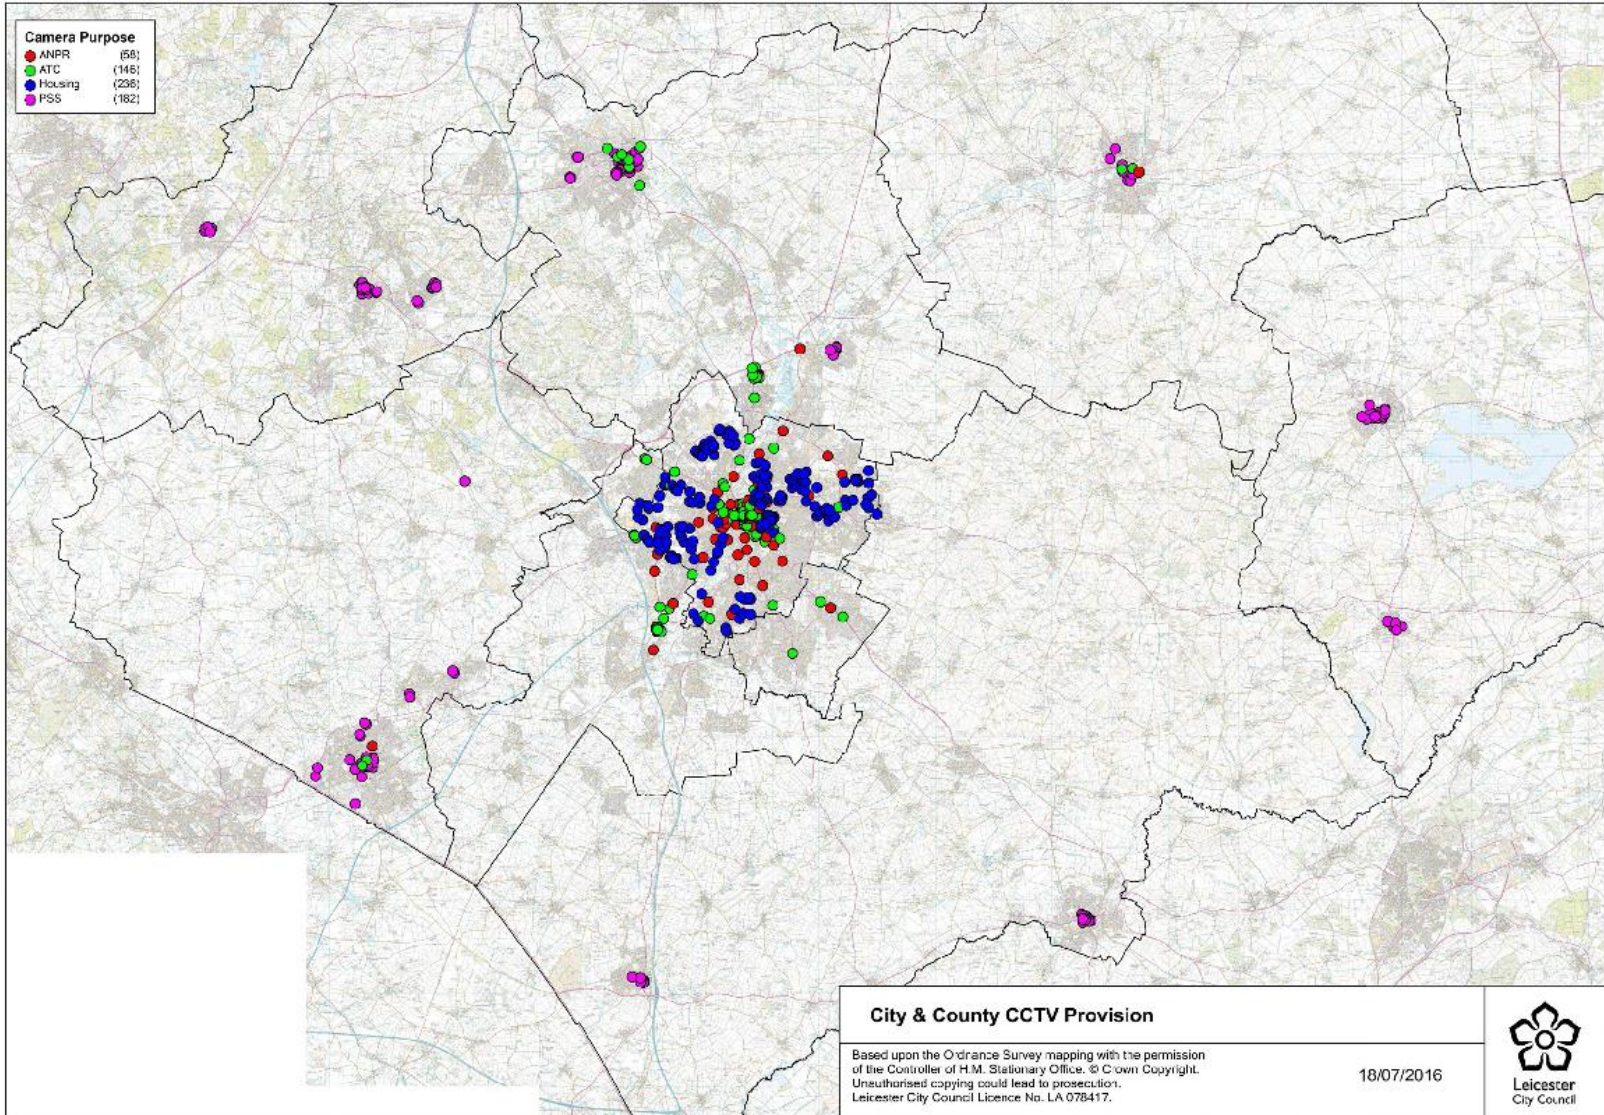 Camera Purpose
ANPR (58)
ATC (146)
Housing (236)
PSS (182)
City & County CCTV Provision
Based upon the Ordnance Survey mapping with the permission
of the Controller of H.M. Stationary Office. © Crown Copyright.
Unauthorised copying could lead to prosecution.
Leicester City Council Licence No. LA 078417.
18/07/2016
Leicester
City Council